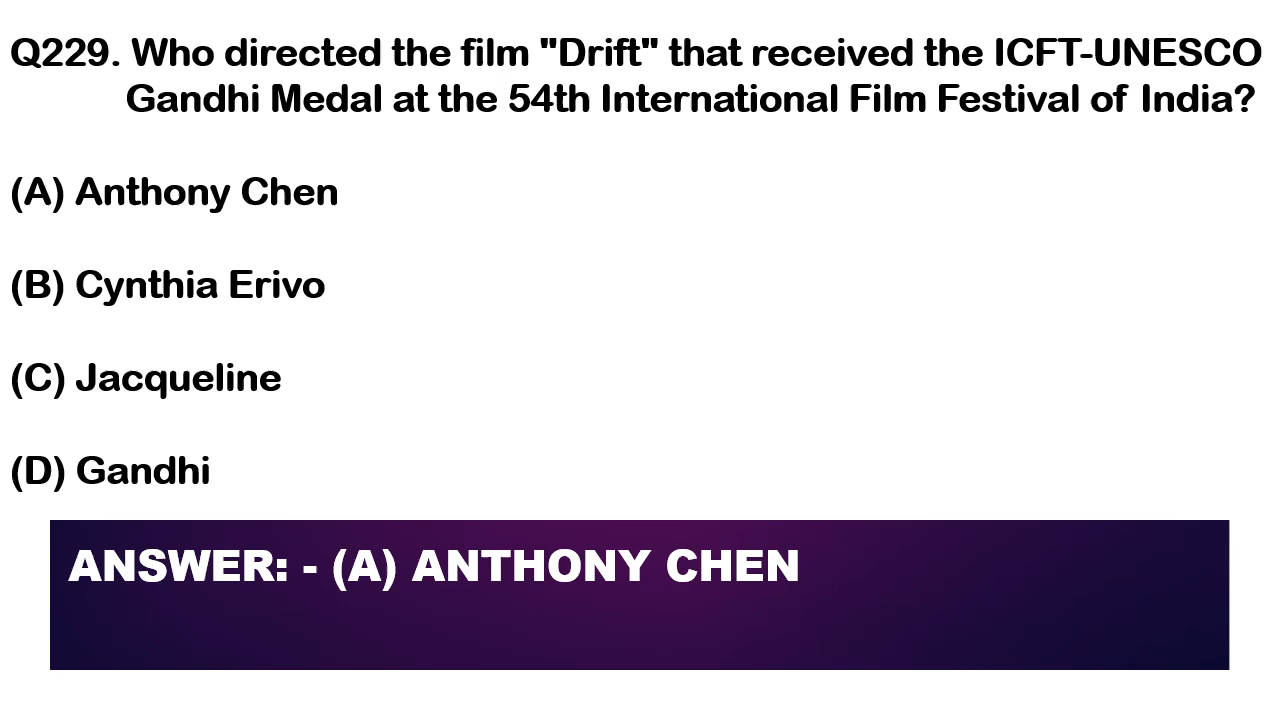 Q229. Who directed the film "Drift" that received the ICFT-UNESCO
Gandhi Medal at the 54th International Film Festival of India?
(A) Anthony Chen
(B) Cynthia Erivo
(C) Jacqueline
(D) Gandhi
ANSWER: - (A) ANTHONY CHEN